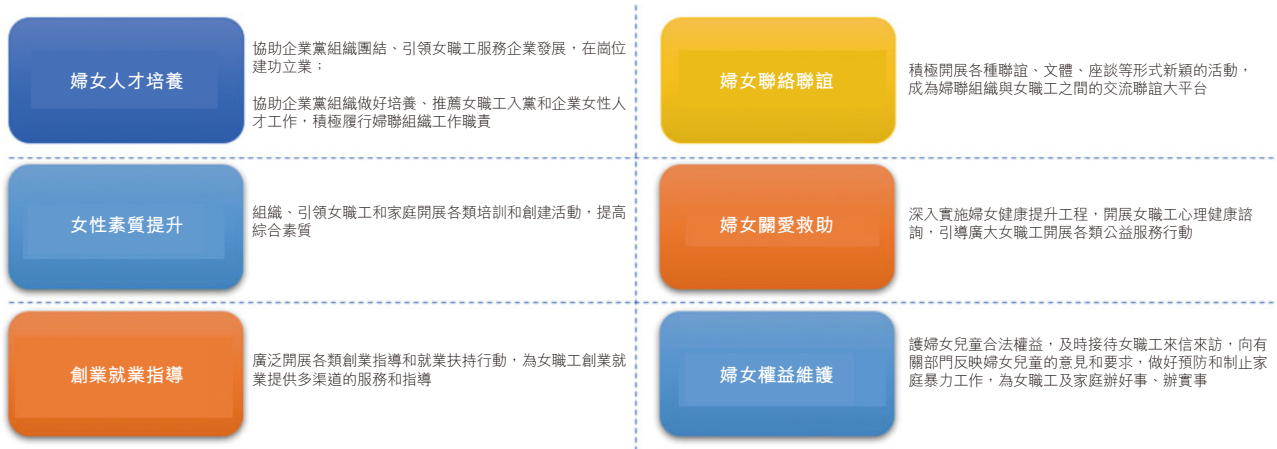 婦女人才培養
協助企業黨組織團結、引領女職工服務企業發展，在崗位
建功立業；
協助企業黨組織做好培養、推薦女職工入黨和企業女性人
才工作，積極履行婦聯組織工作職責
婦女聯絡聯誼
積極開展各種聯誼、文體、座談等形式新穎的活動，
成為婦聯組織與女職工之間的交流聯誼大平台
女性素質提升
組織、引領女職工和家庭開展各類培訓和創建活動，提高
綜合素質
婦女關愛救助
深入實施婦女健康提升工程，開展女職工心理健康諮
詢，引導廣大女職工開展各類公益服務行動
創業就業指導
廣泛開展各類創業指導和就業扶持行動，為女職工創業就
業提供多渠道的服務和指導
婦女權益維護
護婦女兒童合法權益，及時接待女職工來信來訪，向有
關部門反映婦女兒童的意見和要求，做好預防和制止家
庭暴力工作，為女職工及家庭辦好事、辦實事